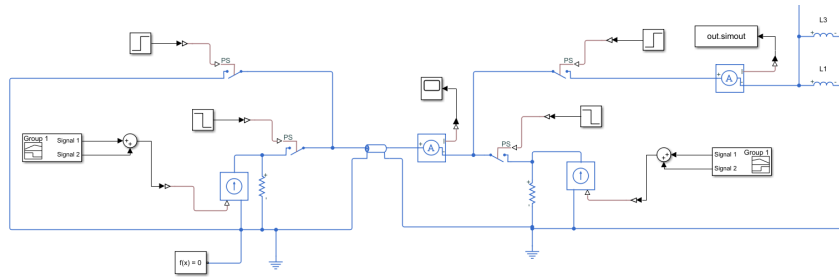 L3
out.simout
PS
PS
A
L1
Group 1
Signal 1
Signal 2
PS
A
PS
Group 1
Signal 1
Signal 2
f(x) = 0